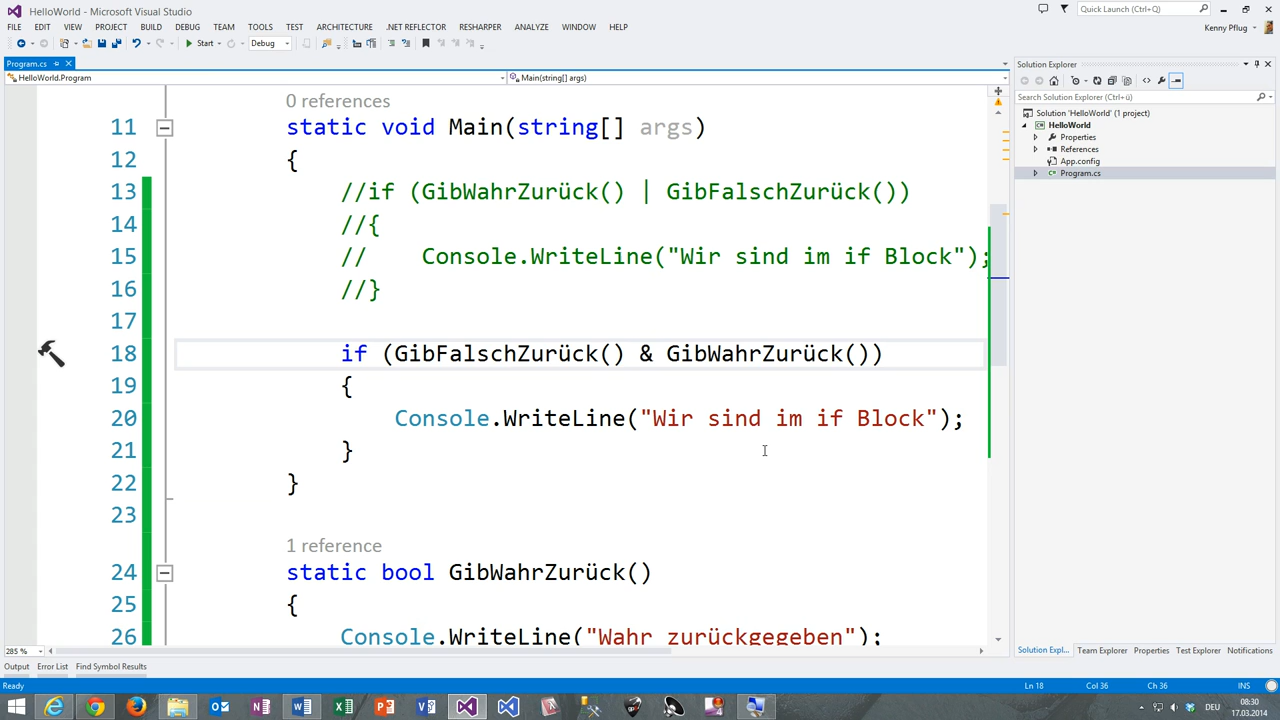 HelloWorld - Microsoft Visual Studio
Quick Launch (Ctrl+Q)
FILE EDIT VIEW PROJECT BUILD DEBUG TEAM TOOLS TEST ARCHITECTURE .NET REFLECTOR RESHARPER ANALYZE WINDOW HELP
Kenny Pflug
Start Debug
Program.cs
HelloWorld.Program
Main(string[] args)
0 references
11 static void Main(string[] args)
12 {
13 //if (GibWahrZurück() | GibFalschZurück())
14 //{
15 //    Console.WriteLine("Wir sind im if Block");
16 //}
17
18 if (GibFalschZurück() & GibWahrZurück())
19 {
20 Console.WriteLine("Wir sind im if Block");
21 }
22 }
23
1 reference
24 static bool GibWahrZurück()
25 {
26 Console.WriteLine("Wahr zurückgegeben");
285 %
Solution Explorer
Search Solution Explorer (Ctrl+ü)
Solution 'HelloWorld' (1 project)
HelloWorld
Properties
References
App.config
Program.cs
Solution Expl... Team Explorer Properties Test Explorer Notifications
Output Error List Find Symbol Results
Ready Ln 18 Col 36 Ch 36 INS
DEU
08:30
17.03.2014